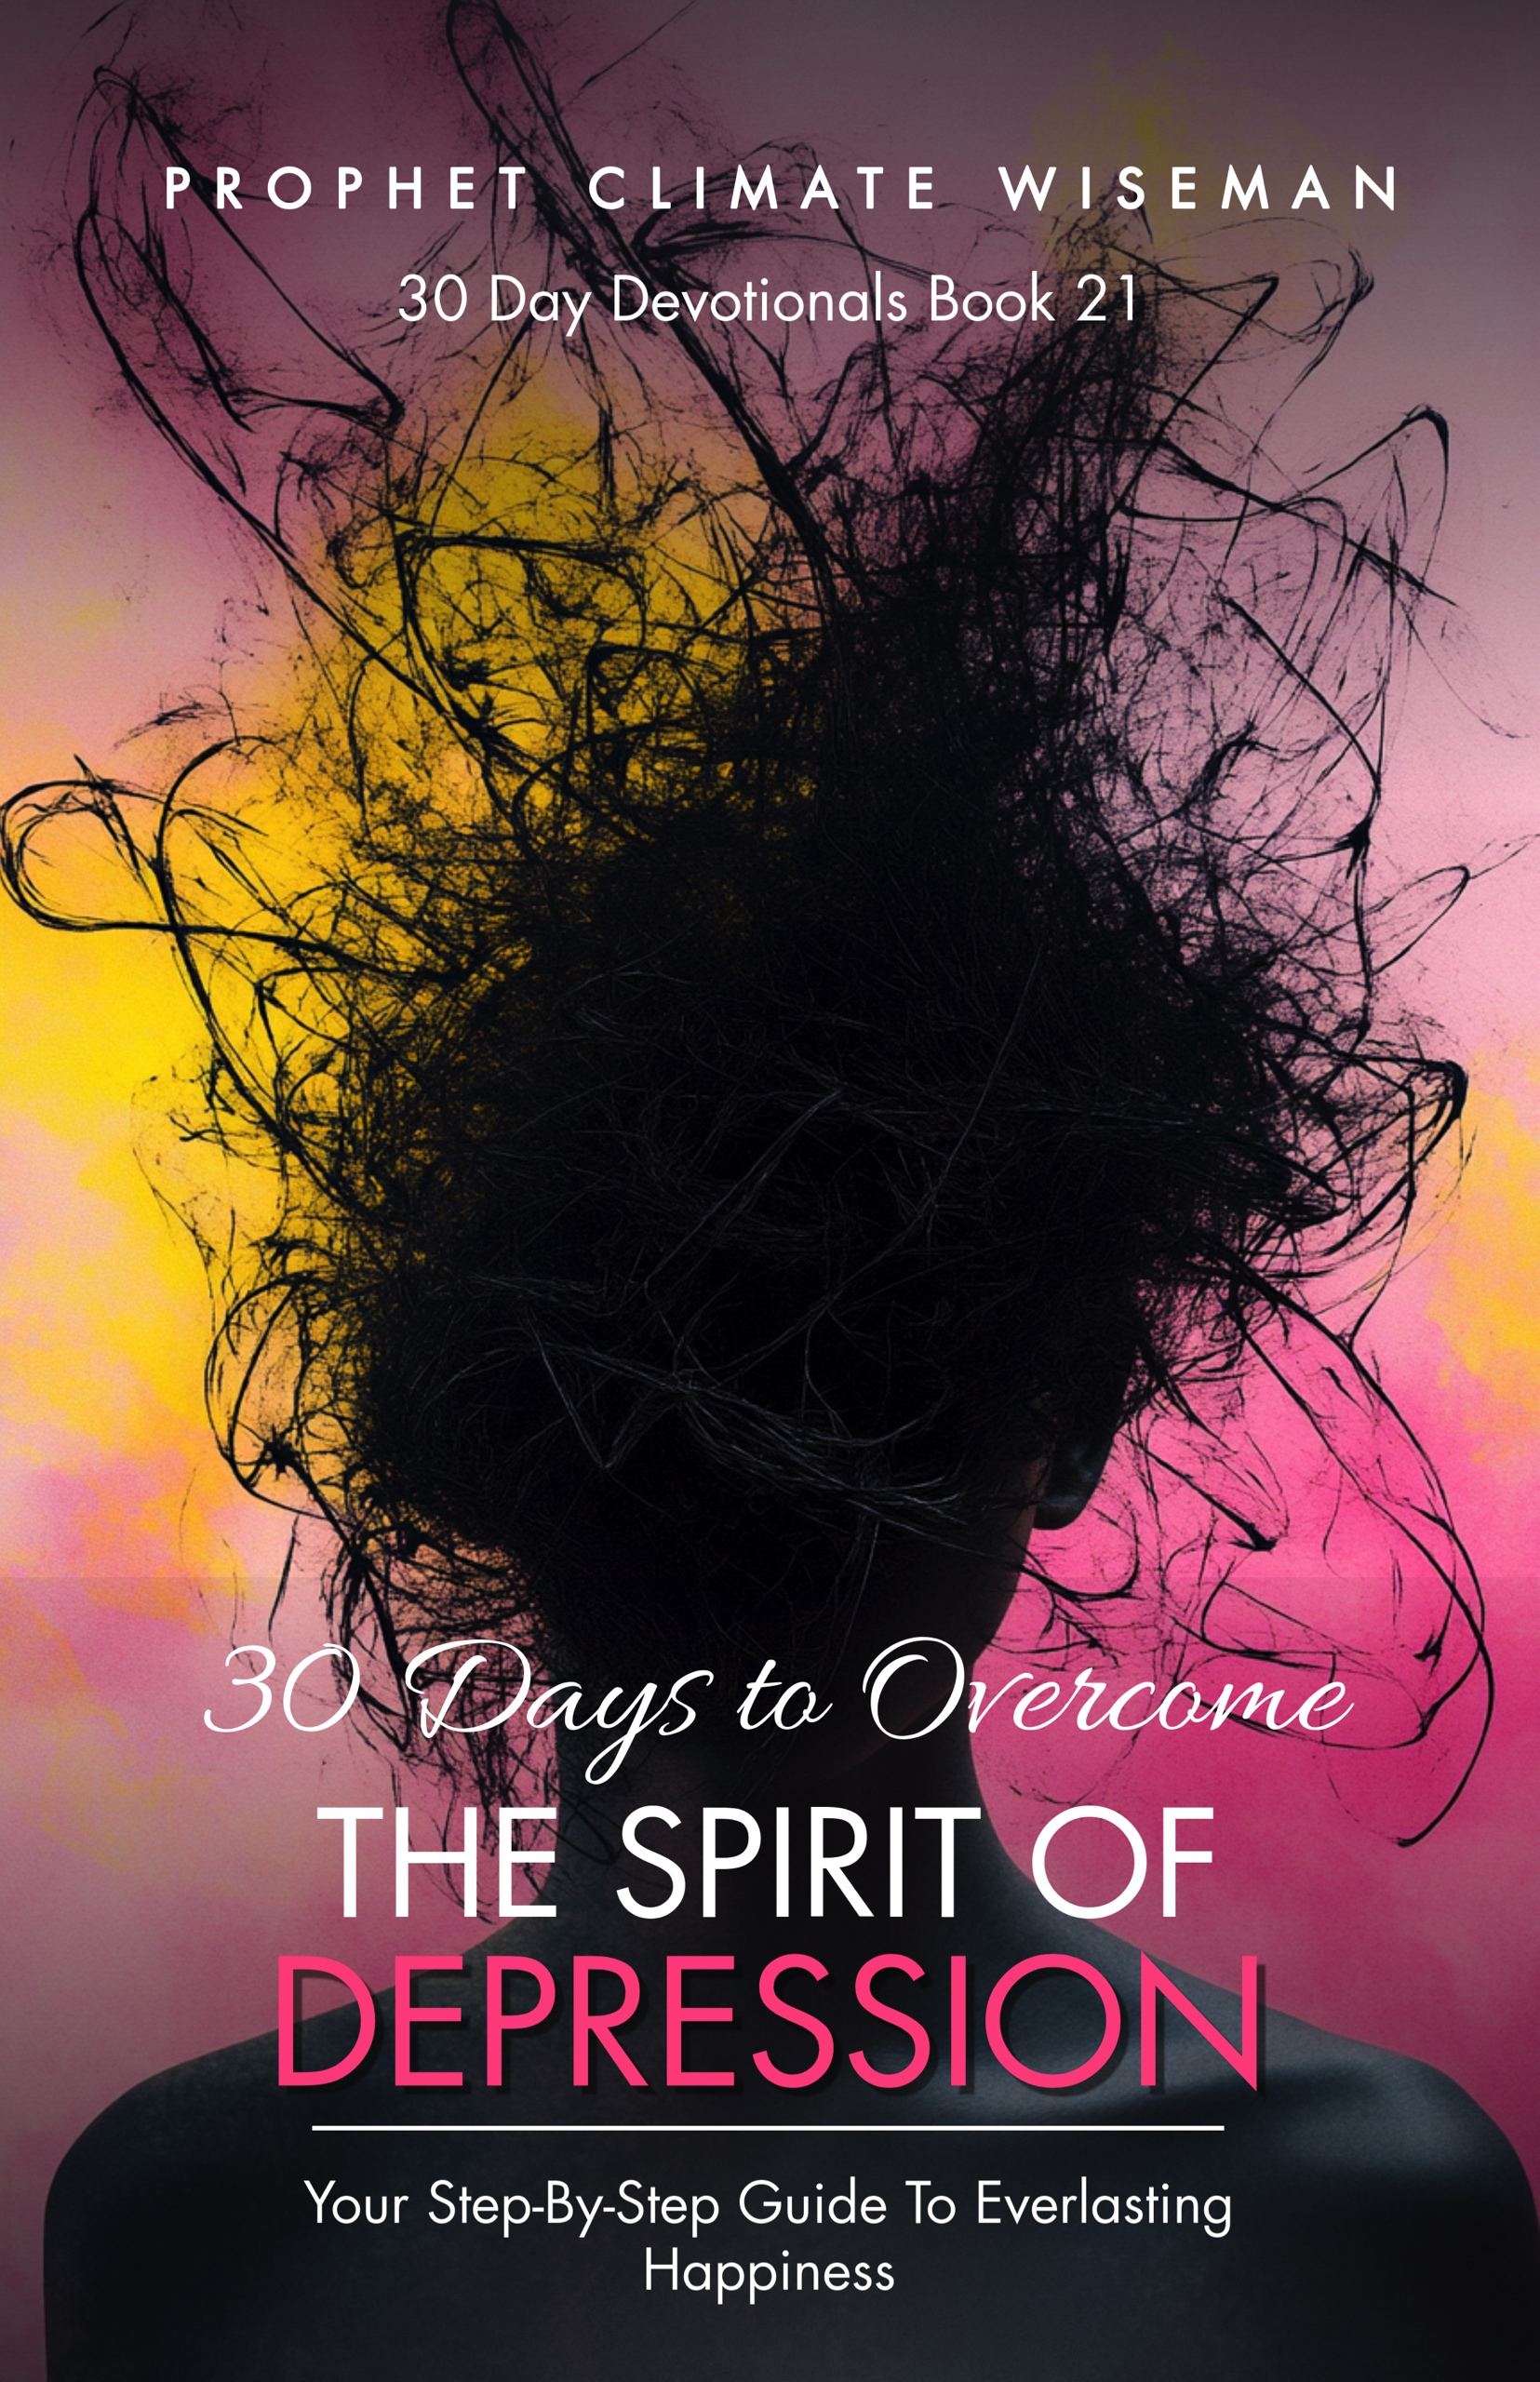 PROPHET CLIMATE WISEMAN
30 Day Devotionals Book 21
30 Days to Overcome
THE SPIRIT OF
DEPRESSION
Your Step-By-Step Guide To Everlasting
Happiness